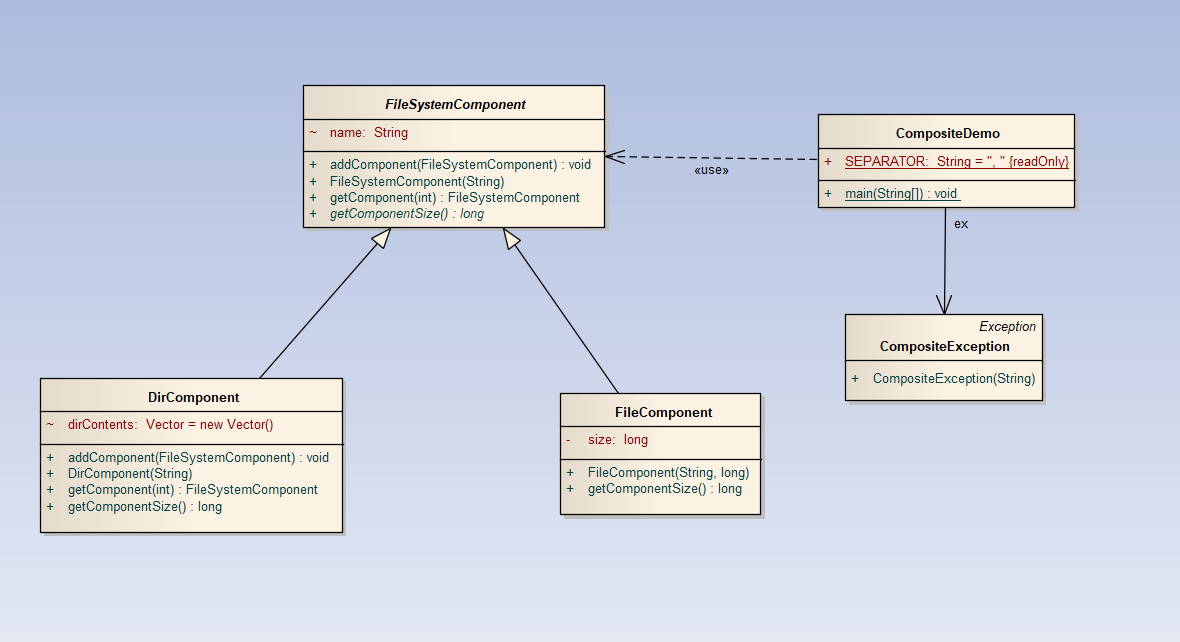 FileSystemComponent
~ name: String
+ addComponent(FileSystemComponent) : void
+ FileSystemComponent(String)
+ getComponent(int) : FileSystemComponent
+ getComponentSize() : long
«use»
CompositeDemo
+ SEPARATOR: String = ", " {readOnly}
+ main(String[]) : void
ex
Exception
CompositeException
+ CompositeException(String)
DirComponent
~ dirContents: Vector = new Vector()
+ addComponent(FileSystemComponent) : void
+ DirComponent(String)
+ getComponent(int) : FileSystemComponent
+ getComponentSize() : long
FileComponent
- size: long
+ FileComponent(String, long)
+ getComponentSize() : long